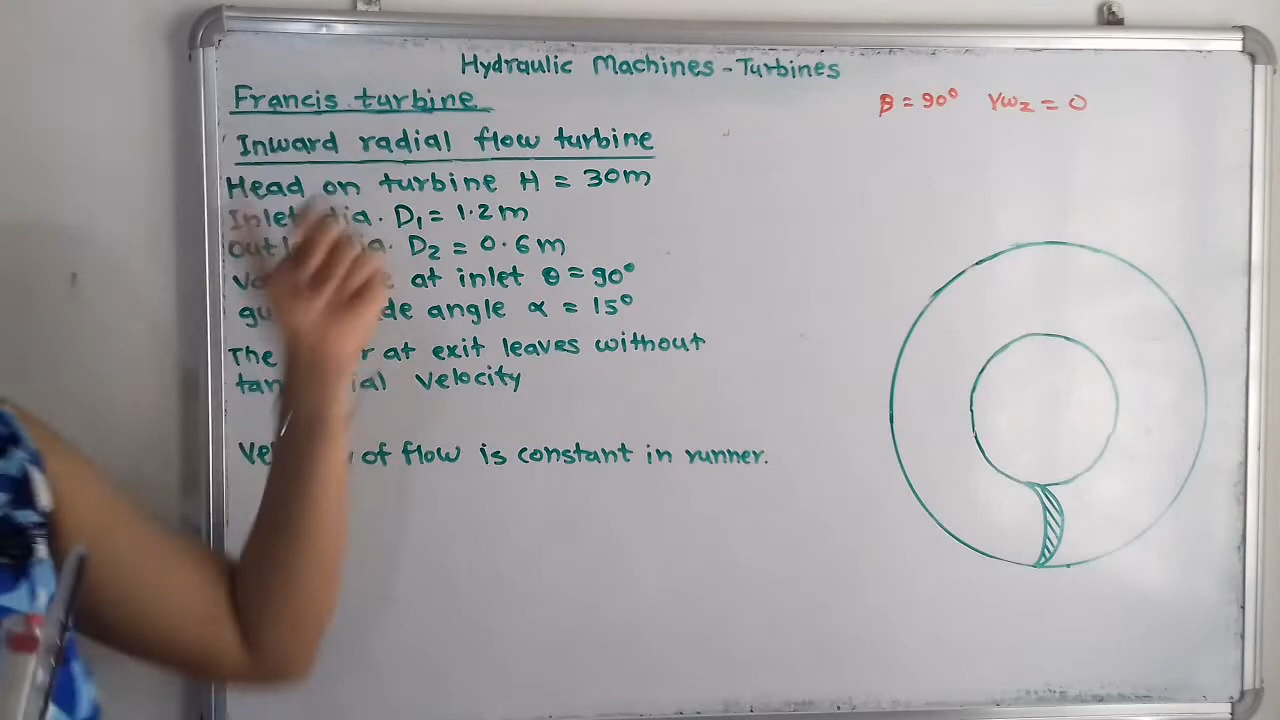 Hydraulic Machines - Turbines
Francis turbine
β = 90° Vw2 = 0
Inward radial flow turbine
Head on turbine H = 30m
Inlet dia. D1 = 1.2m
D2 = 0.6m
at inlet θ = 90°
angle α = 15°
The at exit leaves without
velocity
of flow is constant in runner.